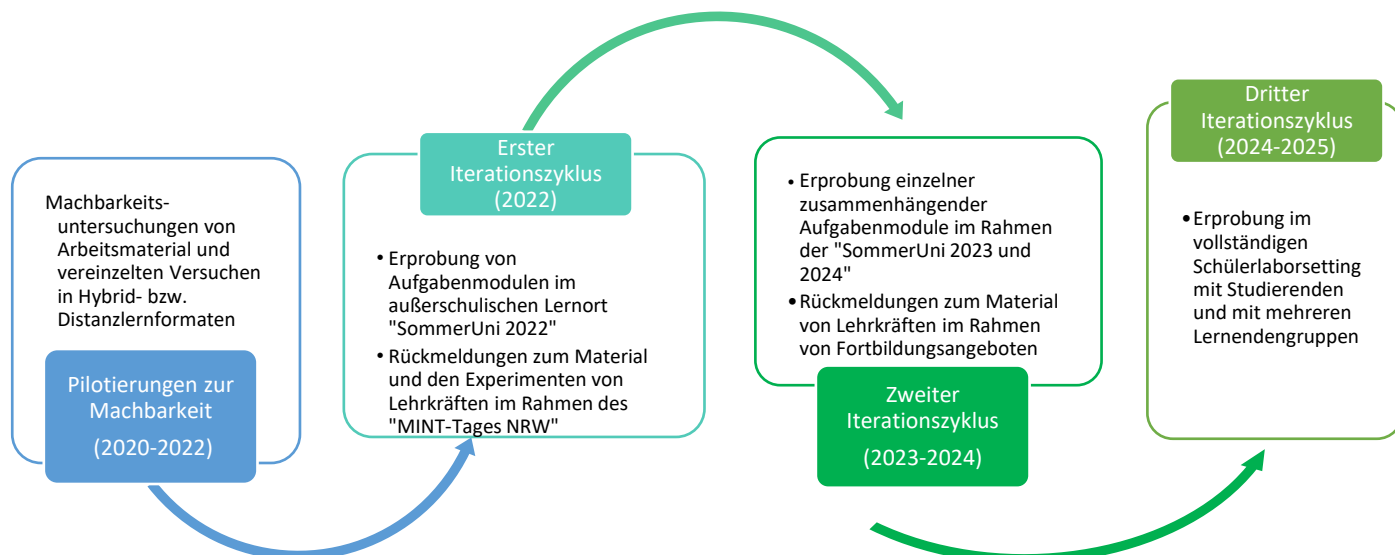 Machbarkeits-
untersuchungen von
Arbeitsmaterial und
vereinzelten Versuchen
in Hybrid- bzw.
Distanzlernformaten
Pilotierungen zur
Machbarkeit
(2020-2022)
Erster
Iterationszyklus
(2022)
• Erprobung von
Aufgabenmodulen im
außerschulischen Lernort
"SommerUni 2022"
• Rückmeldungen zum Material
und den Experimenten von
Lehrkräften im Rahmen des
"MINT-Tages NRW"
• Erprobung einzelner
zusammenhängender
Aufgabenmodule im Rahmen
der "SommerUni 2023 und
2024"
• Rückmeldungen zum Material
von Lehrkräften im Rahmen
von Fortbildungsangeboten
Zweiter
Iterationszyklus
(2023-2024)
Dritter
Iterationszyklus
(2024-2025)
• Erprobung im
vollständigen
Schülerlaborsetting
mit Studierenden
und mit mehreren
Lernendengruppen